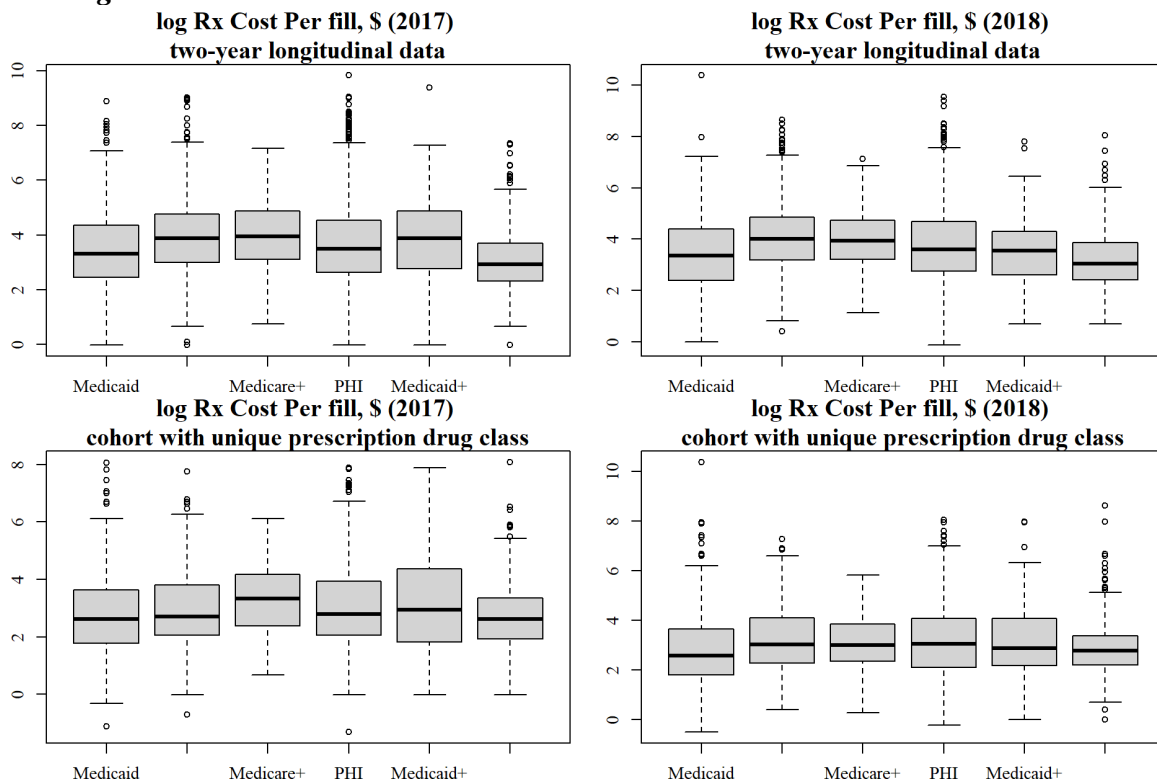 log Rx Cost Per fill, $ (2017)
two-year longitudinal data
10
8
6
4
2
0
Medicaid Medicare+ PHI Medicaid+
log Rx Cost Per fill, $ (2018)
two-year longitudinal data
10
8
6
4
2
0
Medicaid Medicare+ PHI Medicaid+
log Rx Cost Per fill, $ (2017)
cohort with unique prescription drug class
8
6
4
2
0
Medicaid Medicare+ PHI Medicaid+
log Rx Cost Per fill, $ (2018)
cohort with unique prescription drug class
10
8
6
4
2
0
Medicaid Medicare+ PHI Medicaid+